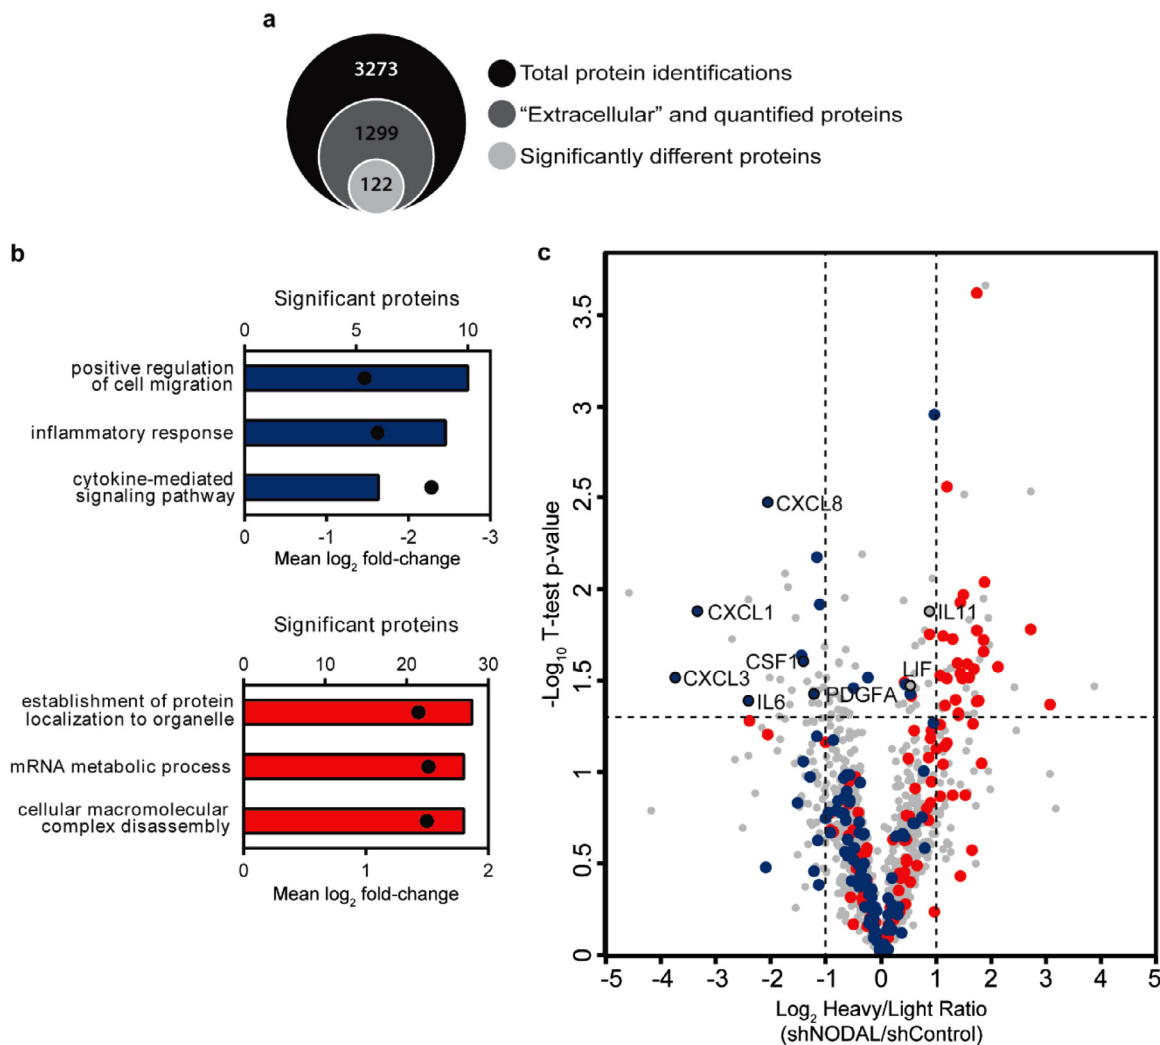 a
3273
1299
122
Total protein identifications
“Extracellular” and quantified proteins
Significantly different proteins
b
Significant proteins
0 5 10
positive regulation
of cell migration
inflammatory response
cytokine-mediated
signaling pathway
0 -1 -2 -3
Mean log2 fold-change
Significant proteins
0 10 20 30
establishment of protein
localization to organelle
mRNA metabolic process
cellular macromolecular
complex disassembly
0 1 2
Mean log2 fold-change
c
-Log10 T-test p-value
3.5
3
2.5
2
1.5
1
0.5
0
CXCL8
CXCL1
IL11
CSF1
LIF
CXCL3
PDGFA
IL6
-5 -4 -3 -2 -1 0 1 2 3 4 5
Log2 Heavy/Light Ratio
(shNODAL/shControl)